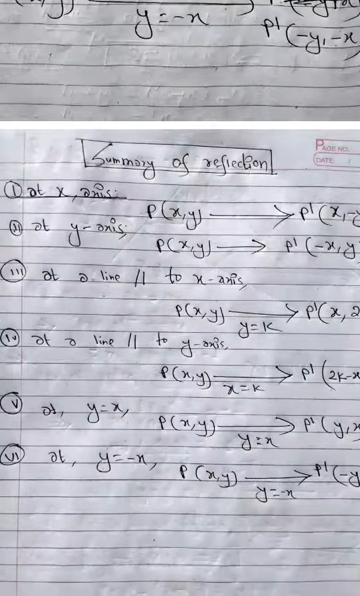 y = -x
P'(-y, -x
Summary of reflection
PAGE NO.
DATE
(i) at x, axis:
P(x,y) → P'(x, -
(ii) at y-axis:
P(x,y) → P'(-x, y
(iii) at a line // to x-axis,
P(x,y) → P'(x, 2
y=k
(iv) at a line // to y-axis,
P(x,y) → P'(2k-x
x=k
(v) at, y=x,
P(x,y) → P'(y, x
y=x
(vi) at, y=-x,
P(x,y) → P'(-y
y=-x